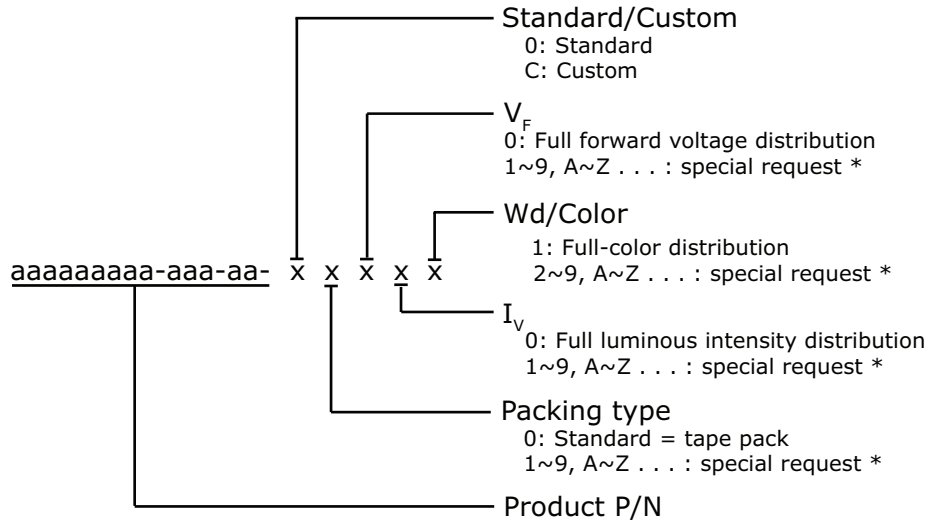 Standard/Custom
0: Standard
C: Custom
VF
0: Full forward voltage distribution
1~9, A~Z . . . : special request *
Wd/Color
1: Full-color distribution
2~9, A~Z . . . : special request *
aaaaaaaaa-aaa-aa- x x x x x
IV
0: Full luminous intensity distribution
1~9, A~Z . . . : special request *
Packing type
0: Standard = tape pack
1~9, A~Z . . . : special request *
Product P/N